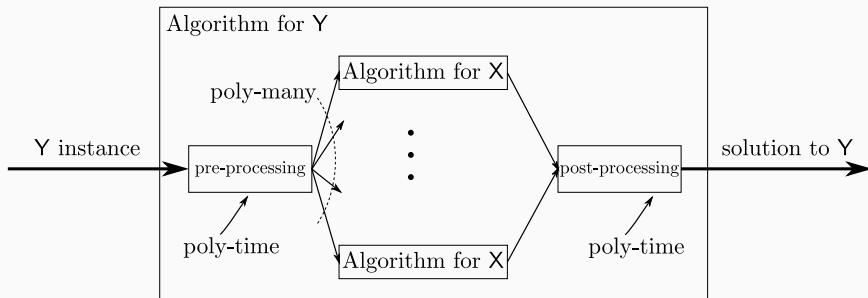 Algorithm for Y
Algorithm for X
poly-many
Y instance
pre-processing
post-processing
solution to Y
poly-time
poly-time
Algorithm for X